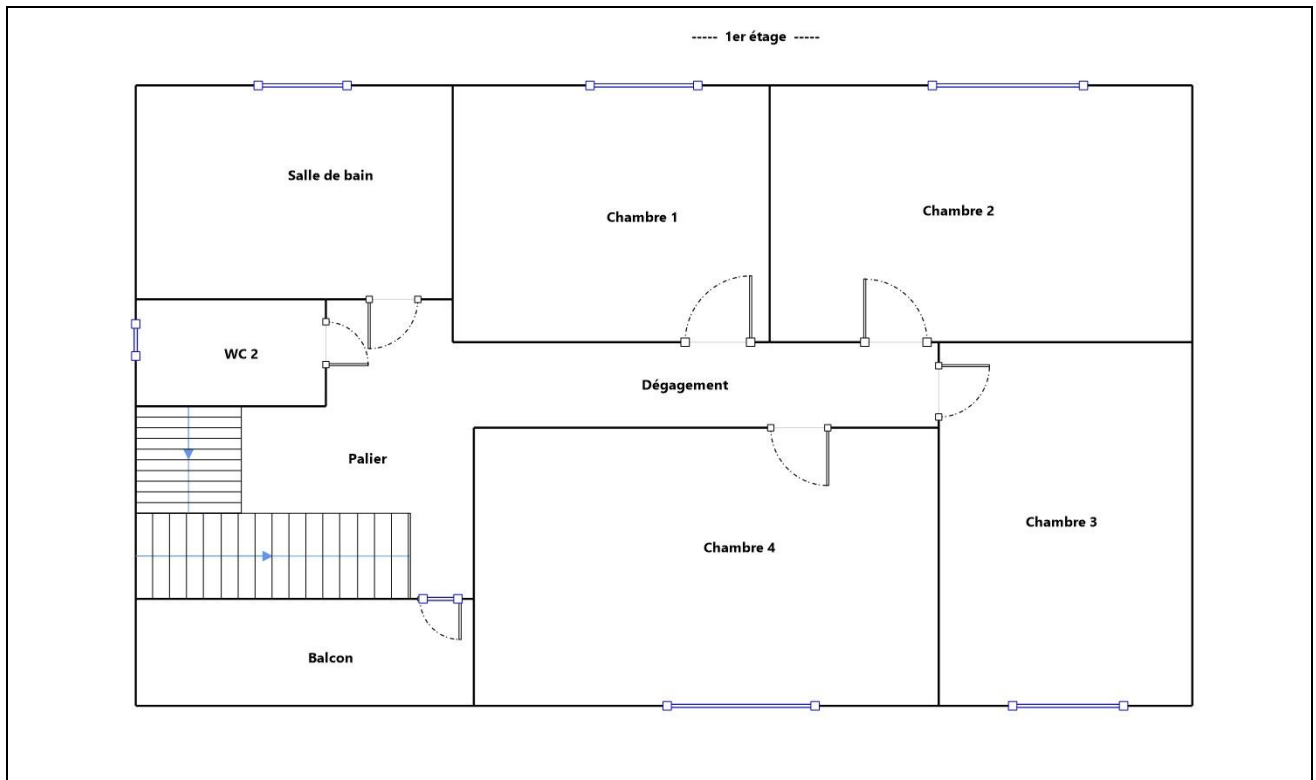 ----- 1er étage -----
Salle de bain
Chambre 1
Chambre 2
WC 2
Dégagement
Palier
Chambre 3
Chambre 4
Balcon